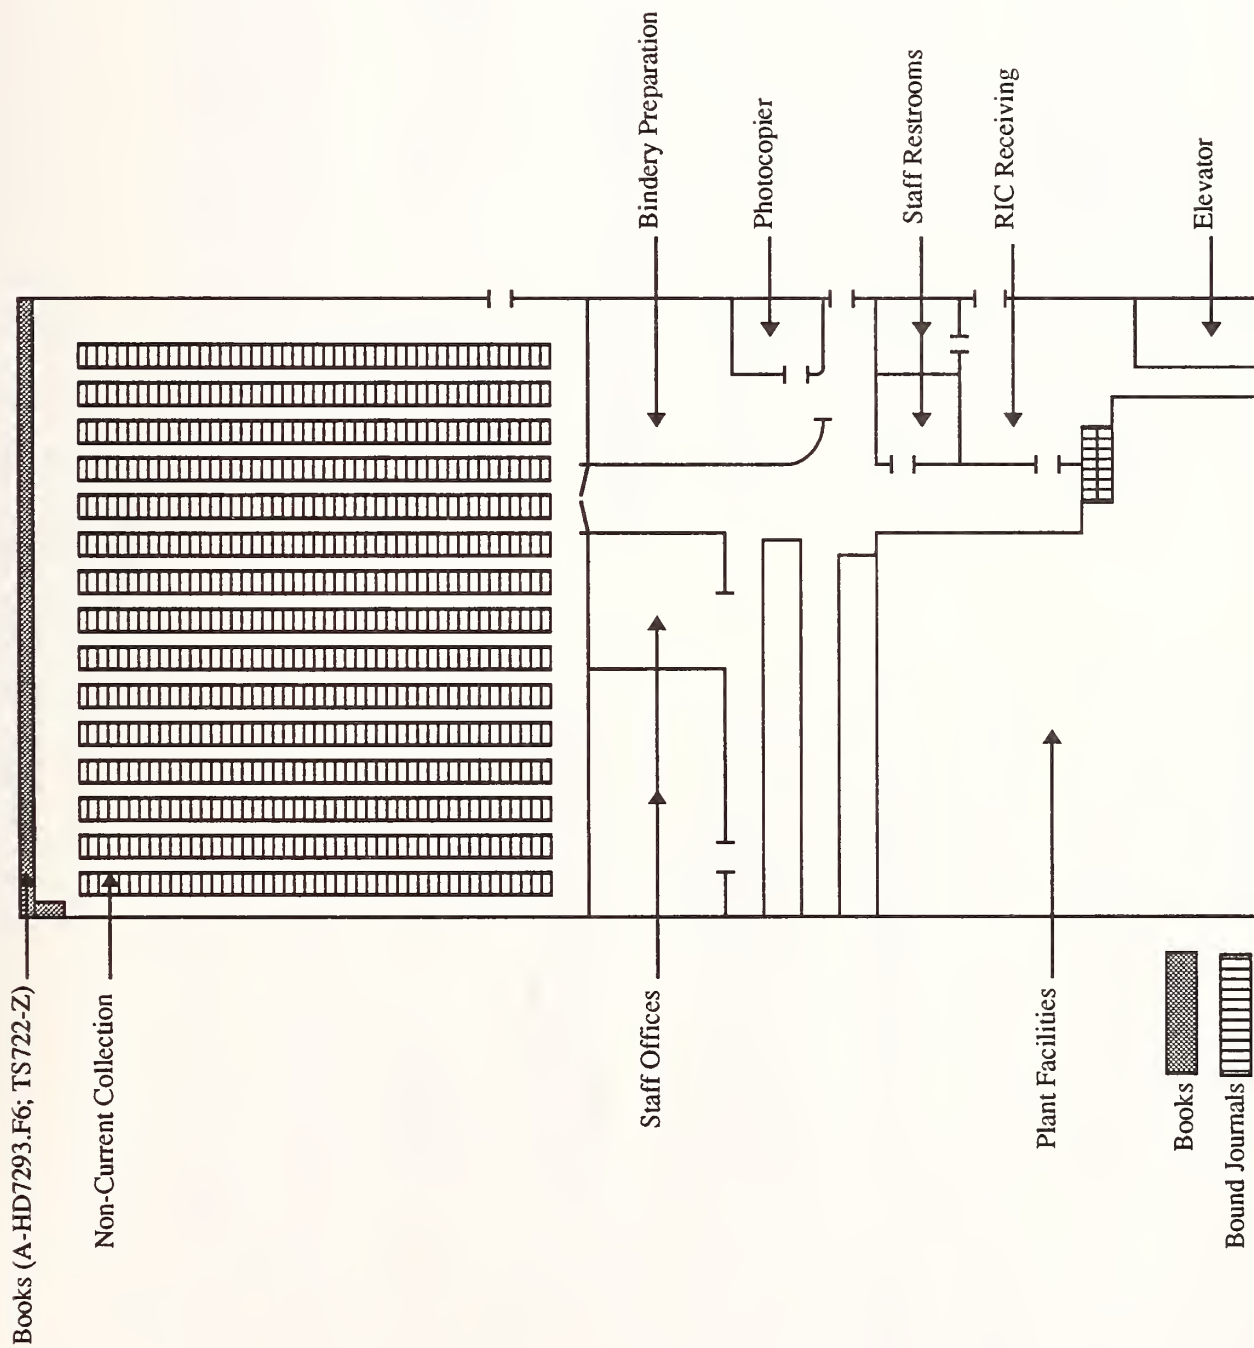 Books (A-HD7293.F6; TS722-Z)
Non-Current Collection
Staff Offices
Plant Facilities
Books
Bound Journals
Bindery Preparation
Photocopier
Staff Restrooms
RIC Receiving
Elevator